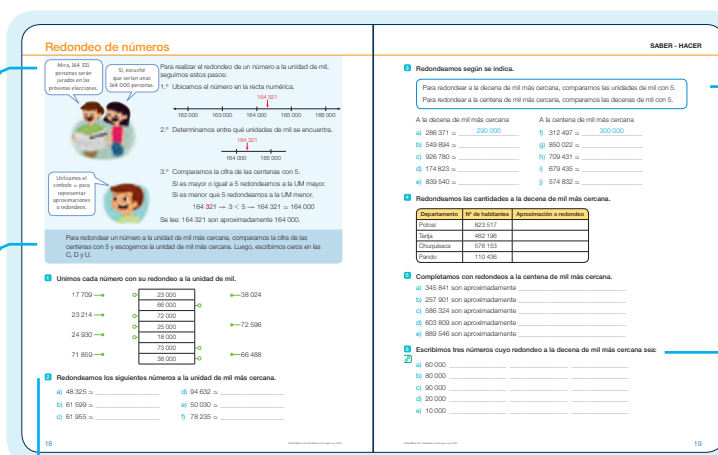 Redondeo de números
Mira, 164 321
personas serán
jurados en las
próximas elecciones.
Sí, escuché
que serían unas
164 000 personas.
Para realizar el redondeo de un número a la unidad de mil,
seguimos estos pasos:
1.º Ubicamos el número en la recta numérica.
164 321
162 000 163 000 164 000 165 000 166 000
2.º Determinamos entre qué unidades de mil se encuentra.
164 321
164 000 165 000
Utilizamos el
símbolo ≃ para
representar
aproximaciones
o redondeos.
3.º Comparamos la cifra de las centenas con 5.
Si es mayor o igual a 5 redondeamos a la UM mayor.
Si es menor que 5 redondeamos a la UM menor.
164 321 → 3 < 5 → 164 321 ≃ 164 000
Se lee: 164 321 son aproximadamente 164 000.
Para redondear un número a la unidad de mil más cercana, comparamos la cifra de las
centenas con 5 y escogemos la unidad de mil más cercana. Luego, escribimos ceros en las
C, D y U.
1 Unimos cada número con su redondeo a la unidad de mil.
17 709
23 214
24 930
71 859
23 000
66 000
72 000
25 000
18 000
73 000
38 000
38 024
72 596
66 488
2 Redondeamos los siguientes números a la unidad de mil más cercana.
a) 48 325 ≃
b) 61 599 ≃
c) 61 955 ≃
d) 94 632 ≃
e) 50 030 ≃
f) 78 235 ≃
18
SABER - HACER
3 Redondeamos según se indica.
Para redondear a la decena de mil más cercana, comparamos las unidades de mil con 5.
Para redondear a la centena de mil más cercana, comparamos las decenas de mil con 5.
A la decena de mil más cercana
a) 286 371 ≃ 290 000
b) 549 894 ≃
c) 926 780 ≃
d) 174 823 ≃
e) 839 540 ≃
A la centena de mil más cercana
f) 312 497 ≃ 300 000
g) 850 022 ≃
h) 709 431 ≃
i) 679 435 ≃
j) 574 832 ≃
4 Redondeamos las cantidades a la decena de mil más cercana.
Departamento N° de habitantes Aproximación o redondeo
Potosí 823 517
Tarija 482 196
Chuquisaca 576 153
Pando 110 436
5 Completamos con redondeos a la centena de mil más cercana.
a) 345 841 son aproximadamente
b) 257 901 son aproximadamente
c) 586 324 son aproximadamente
d) 603 809 son aproximadamente
e) 889 546 son aproximadamente
6 Escribimos tres números cuyo redondeo a la decena de mil más cercana sea:
a) 60 000
b) 80 000
c) 90 000
d) 20 000
e) 10 000
19